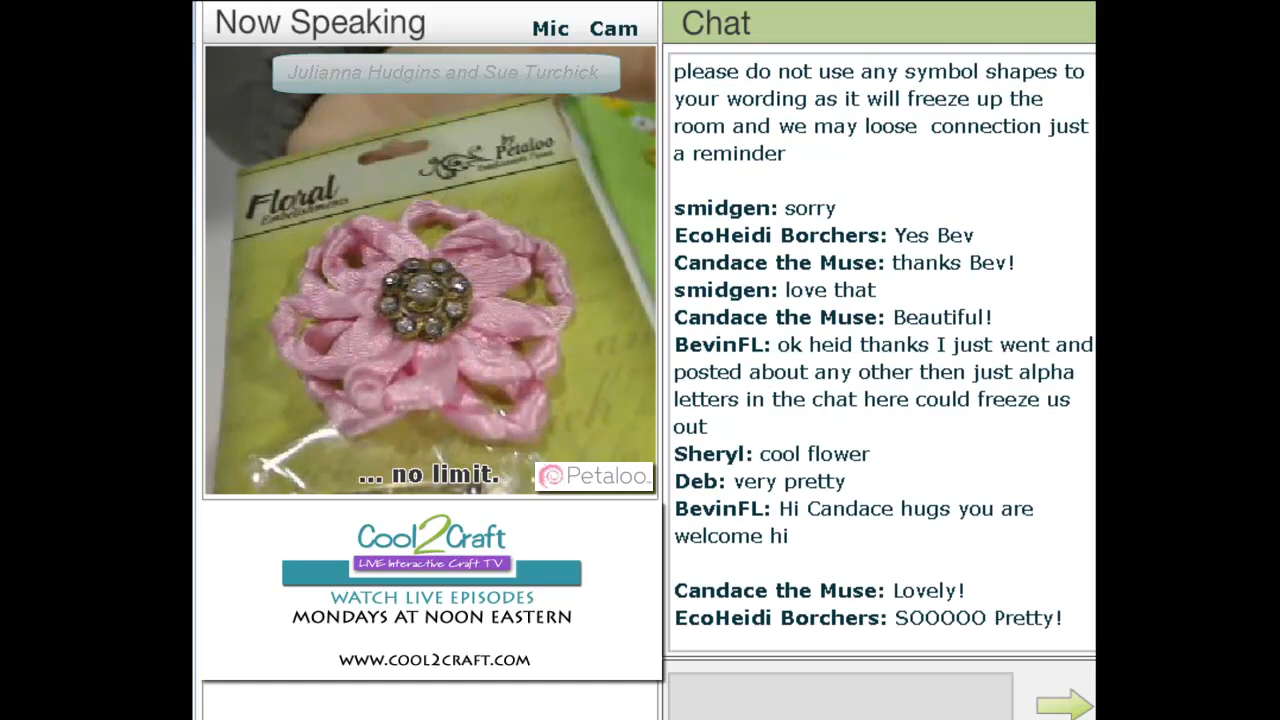 Now Speaking
Mic Cam
Julianna Hudgins and Sue Turchick
Floral
Embellishments
by
Petaloo
... no limit.
Petaloo
Cool2Craft
LIVE Interactive Craft TV
WATCH LIVE EPISODES
MONDAYS AT NOON EASTERN
WWW.COOL2CRAFT.COM
Chat
please do not use any symbol shapes to
your wording as it will freeze up the
room and we may loose connection just
a reminder
smidgen: sorry
EcoHeidi Borchers: Yes Bev
Candace the Muse: thanks Bev!
smidgen: love that
Candace the Muse: Beautiful!
BevinFL: ok heid thanks I just went and
posted about any other then just alpha
letters in the chat here could freeze us
out
Sheryl: cool flower
Deb: very pretty
BevinFL: Hi Candace hugs you are
welcome hi
Candace the Muse: Lovely!
EcoHeidi Borchers: SOOOOO Pretty!